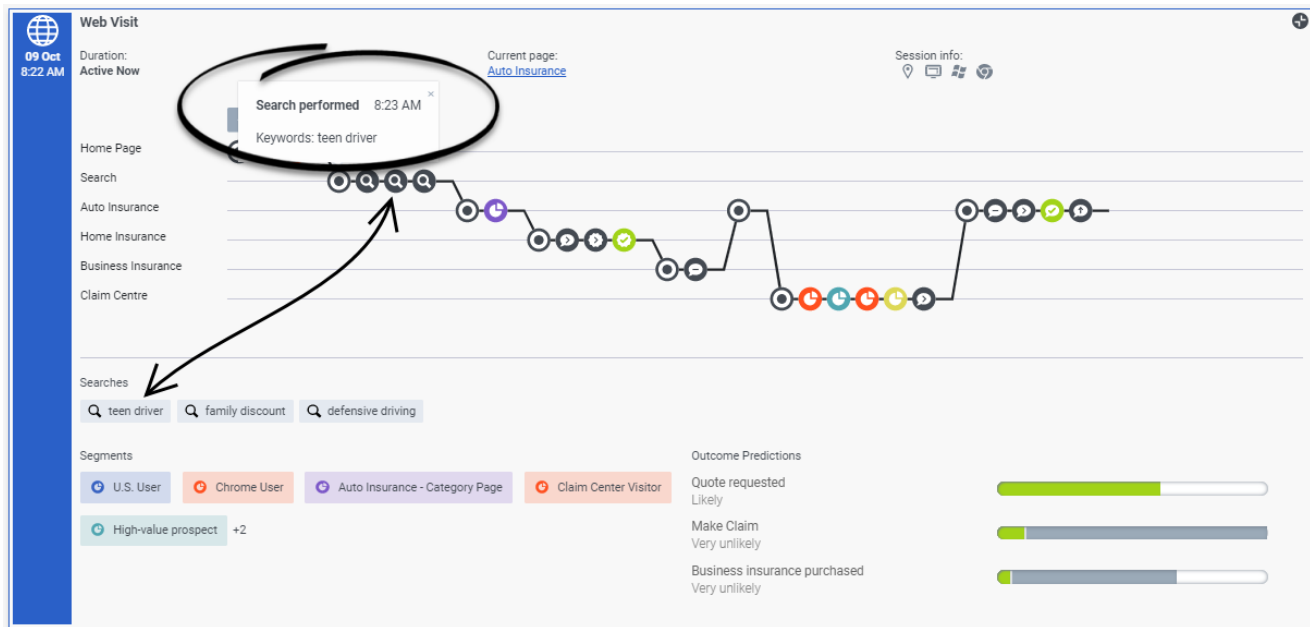 Web Visit
09 Oct
8:22 AM
Duration:
Active Now
Current page:
Auto Insurance
Session info:
Search performed 8:23 AM
×
Keywords: teen driver
Home Page
Search
Auto Insurance
Home Insurance
Business Insurance
Claim Centre
Searches
teen driver family discount defensive driving
Segments
U.S. User Chrome User Auto Insurance - Category Page Claim Center Visitor
High-value prospect +2
Outcome Predictions
Quote requested
Likely
Make Claim
Very unlikely
Business insurance purchased
Very unlikely